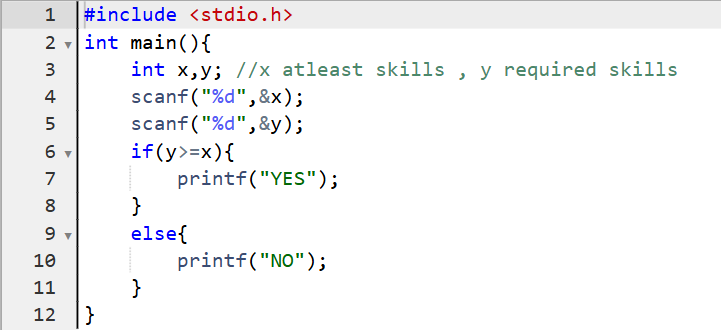 1 #include <stdio.h>
2 int main(){
3     int x,y; //x atleast skills , y required skills
4     scanf("%d",&x);
5     scanf("%d",&y);
6     if(y>=x){
7         printf("YES");
8     }
9     else{
10         printf("NO");
11     }
12 }